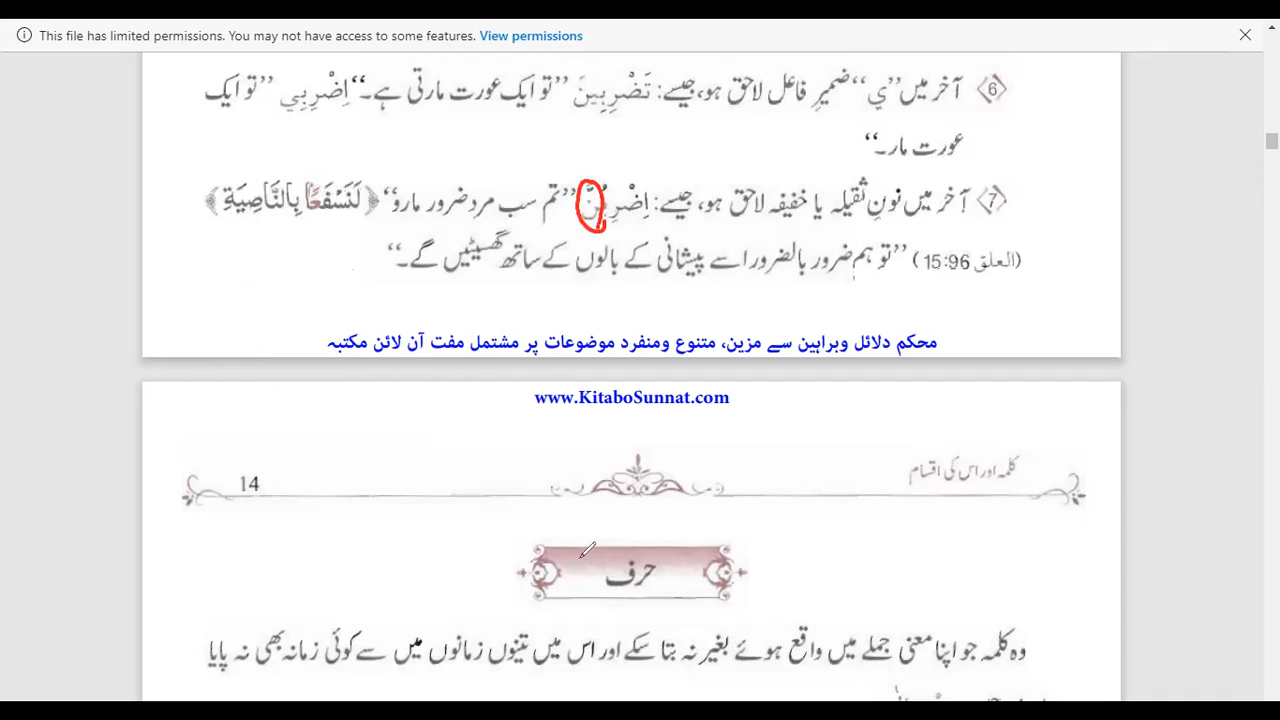 This file has limited permissions. You may not have access to some features. View permissions
⟨6⟩ آخر میں ”ي“ ضمیرِ فاعل لاحق ہو، جیسے: تَضْرِبِينَ ”تو ایک عورت مارتی ہے۔“ اِضْرِبِي ”تو ایک
عورت مار۔“
⟨7⟩ آخر میں نونِ ثقیلہ یا خفیفہ لاحق ہو، جیسے: اِضْرِبُنَّ ”تم سب مرد ضرور مارو“ ﴿لَنَسْفَعًا بِالنَّاصِيَةِ﴾
(العلق 15:96) ”تو ہم ضرور بالضرور اسے پیشانی کے بالوں کے ساتھ گھسیٹیں گے۔“
محکم دلائل وبراہین سے مزین، متنوع ومنفرد موضوعات پر مشتمل مفت آن لائن مکتبہ
www.KitaboSunnat.com
کلمہ اور اس کی اقسام 14
حرف
وہ کلمہ جو اپنا معنی جملے میں واقع ہوئے بغیر نہ بتا سکے اور اس میں تینوں زمانوں میں سے کوئی زمانہ بھی نہ پایا